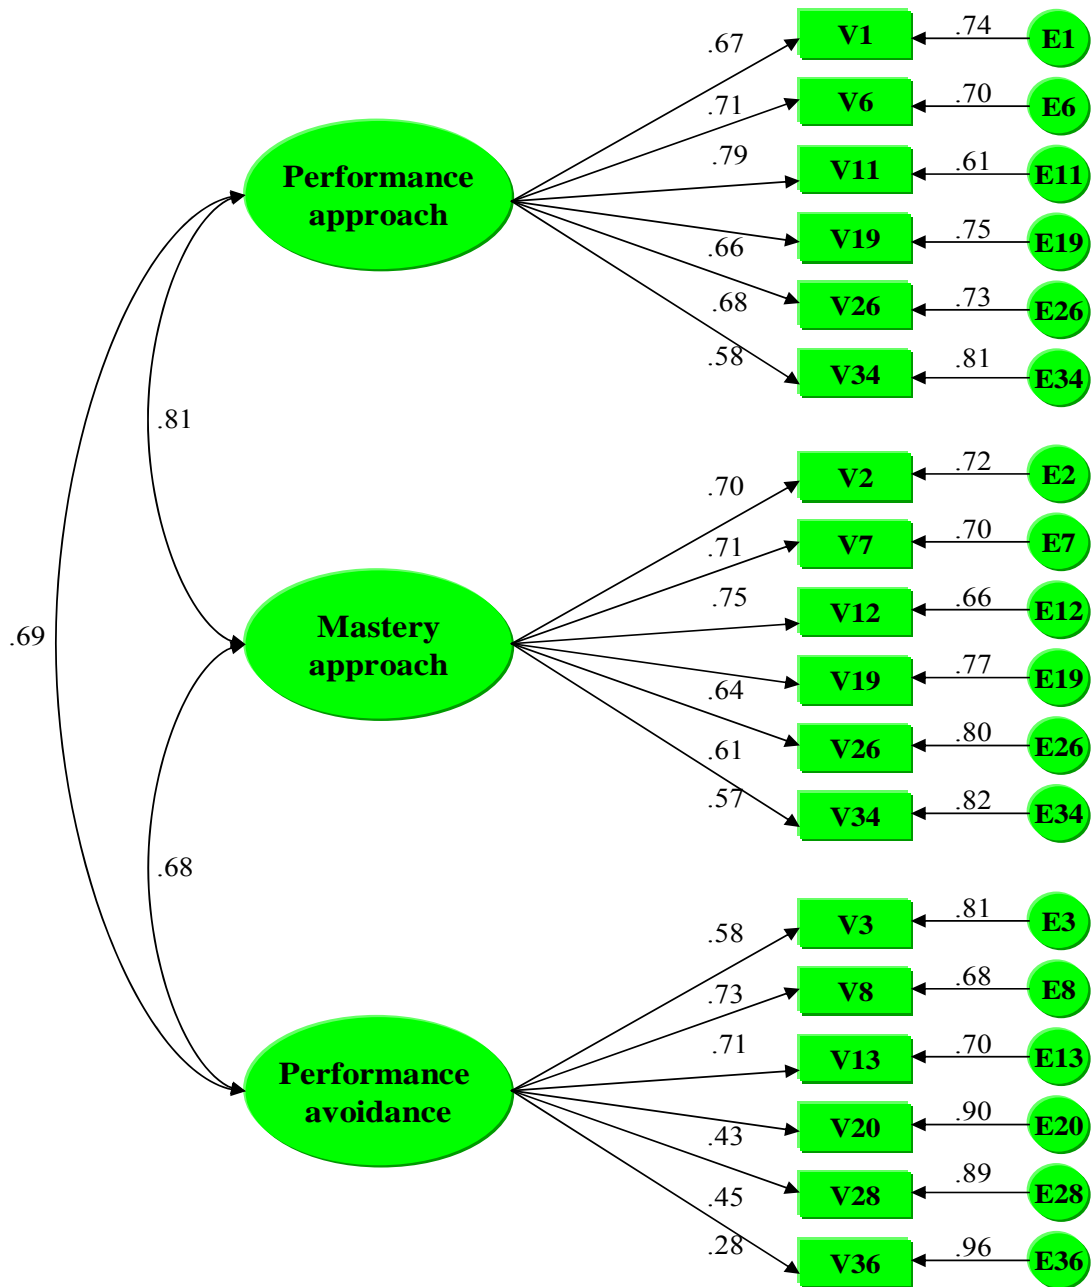 .67 V1 .74 E1
.71 V6 .70 E6
Performance
approach
.79 V11 .61 E11
V19 .75 E19
.66
.68 V26 .73 E26
.58 V34 .81 E34
.81
.70 V2 .72 E2
.71 V7 .70 E7
.75 V12 .66 E12
.69
Mastery
approach
V19 .77 E19
.64
.61 V26 .80 E26
.57 V34 .82 E34
.68
.58 V3 .81 E3
.73 V8 .68 E8
.71 V13 .70 E13
Performance
avoidance
V20 .90 E20
.43
.45 V28 .89 E28
.28 V36 .96 E36